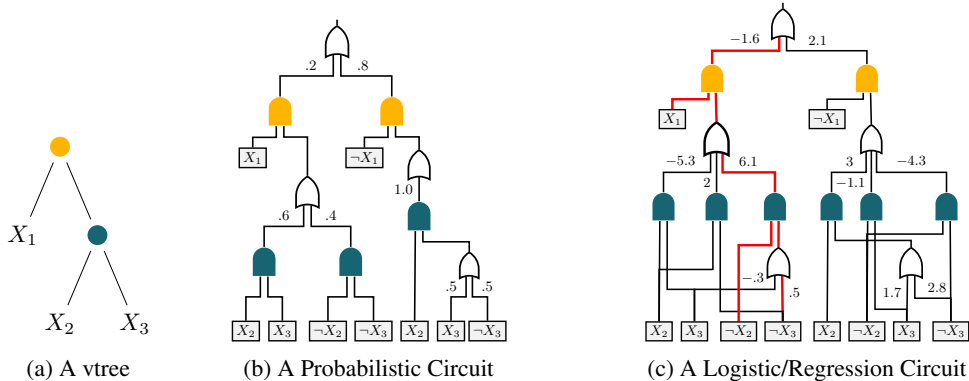 −1.6 2.1
.2 .8
X₁ ¬X₁
X₁ ¬X₁
−5.3 6.1 3 −4.3
2 −1.1
1.0
.6 .4
X₁
−.3
.5 .5 .5 1.7 2.8
X₂ X₃
X₂ X₃ ¬X₂ ¬X₃ X₂ X₃ ¬X₃ X₂ X₃ ¬X₂ ¬X₃ X₂ ¬X₂ X₃ ¬X₃
(a) A vtree (b) A Probabilistic Circuit (c) A Logistic/Regression Circuit